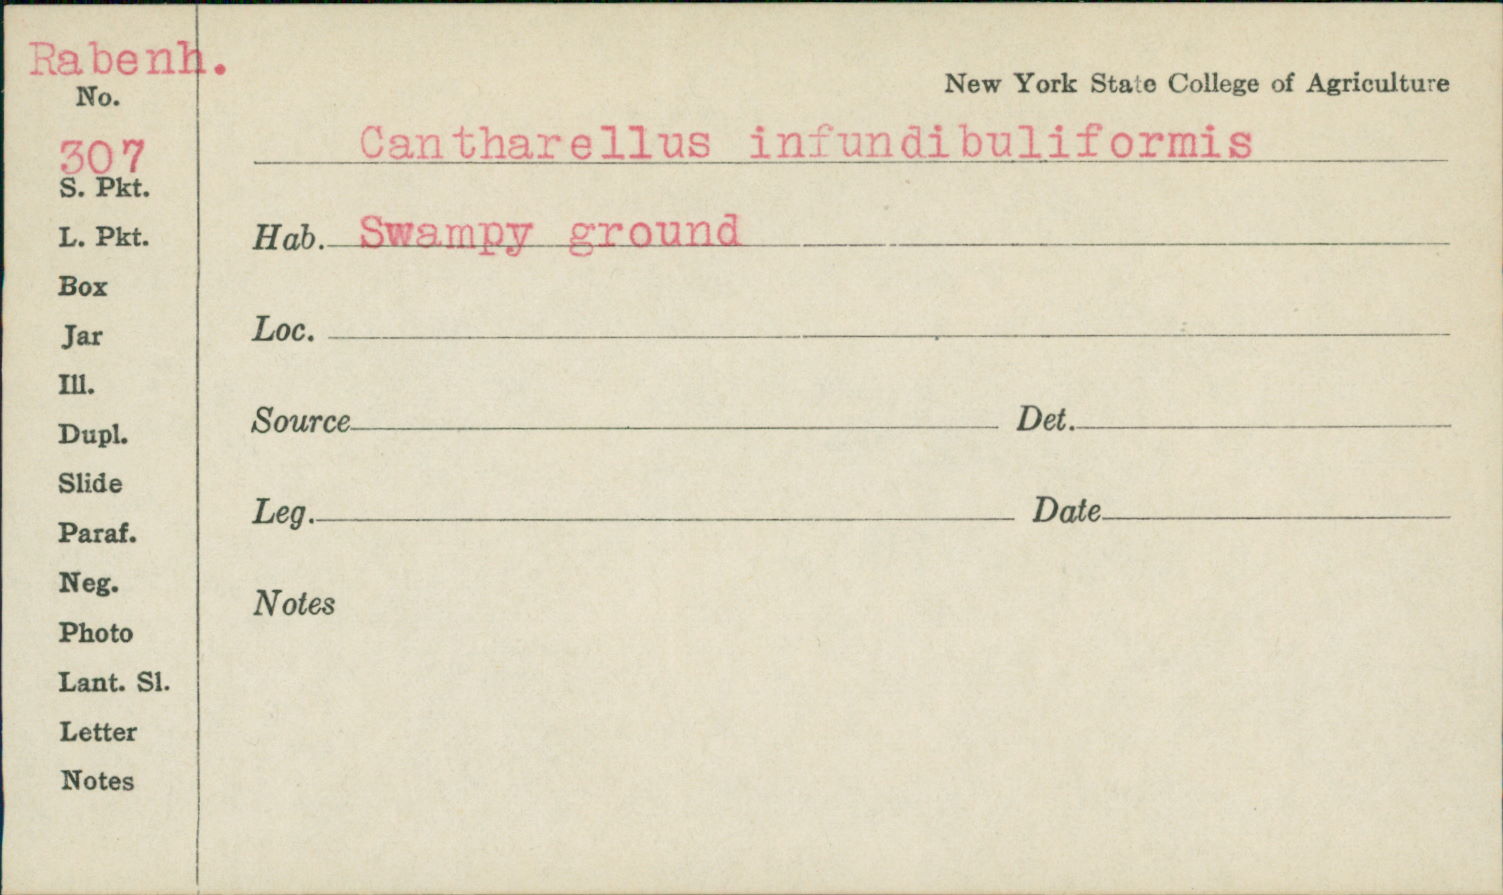 Rabenh.
No.
307
New York State College of Agriculture
Cantharellus infundibuliformis
S. Pkt.
L. Pkt.
Hab. Swampy ground
Box
Jar
Loc.
Ill.
Dupl.
Source Det.
Slide
Leg. Date
Paraf.
Neg.
Notes
Photo
Lant. Sl.
Letter
Notes